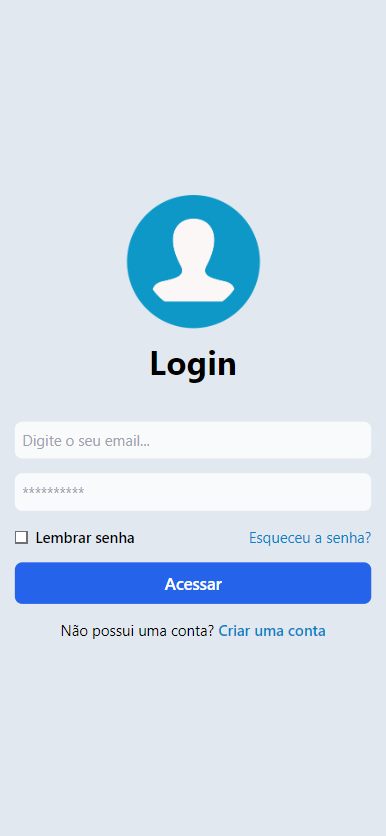 Login
Digite o seu email...
**********
Lembrar senha
Esqueceu a senha?
Acessar
Não possui uma conta? Criar uma conta